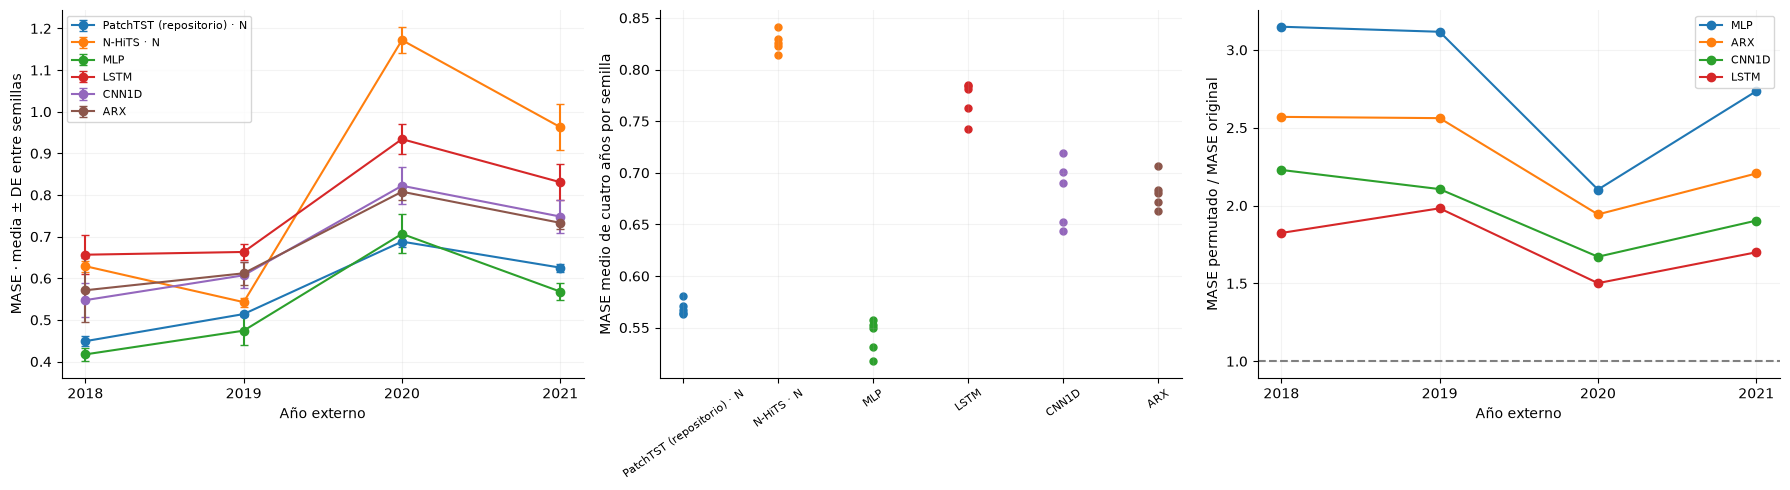 MASE · media ± DE entre semillas
1.2
1.1
1.0
0.9
0.8
0.7
0.6
0.5
0.4
PatchTST (repositorio) · N
N-HiTS · N
MLP
LSTM
CNN1D
ARX
2018
2019
2020
2021
Año externo
MASE medio de cuatro años por semilla
0.85
0.80
0.75
0.70
0.65
0.60
0.55
PatchTST (repositorio) · N
N-HiTS · N
MLP
LSTM
CNN1D
ARX
MASE permutado / MASE original
3.0
2.5
2.0
1.5
1.0
MLP
ARX
CNN1D
LSTM
2018
2019
2020
2021
Año externo